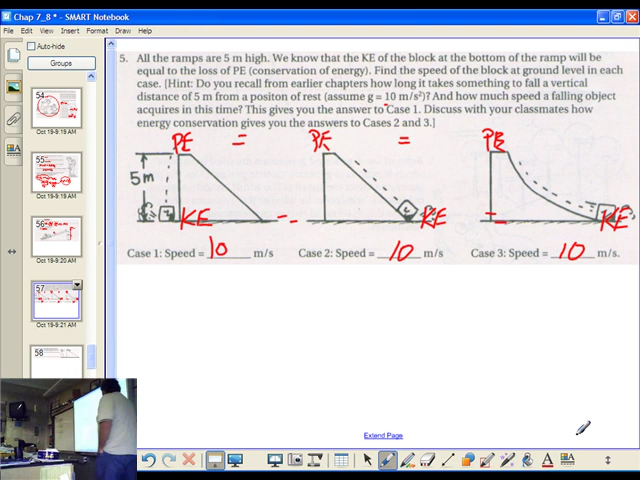 Chap 7_8 * - SMART Notebook
File Edit View Insert Format Draw Help
Auto-hide
Groups
54
Oct 19-9:19 AM
55
Oct 19-9:19 AM
56
Oct 19-9:20 AM
57
Oct 19-9:21 AM
58
5. All the ramps are 5 m high. We know that the KE of the block at the bottom of the ramp will be
equal to the loss of PE (conservation of energy). Find the speed of the block at ground level in each
case. [Hint: Do you recall from earlier chapters how long it takes something to fall a vertical
distance of 5 m from a positon of rest (assume g = 10 m/s²)? And how much speed a falling object
acquires in this time? This gives you the answer to Case 1. Discuss with your classmates how
energy conservation gives you the answers to Cases 2 and 3.]
PE = PE = PE
5 m
KE -- KE -- KE
Case 1: Speed = 10 m/s Case 2: Speed = 10 m/s Case 3: Speed = 10 m/s.
Extend Page